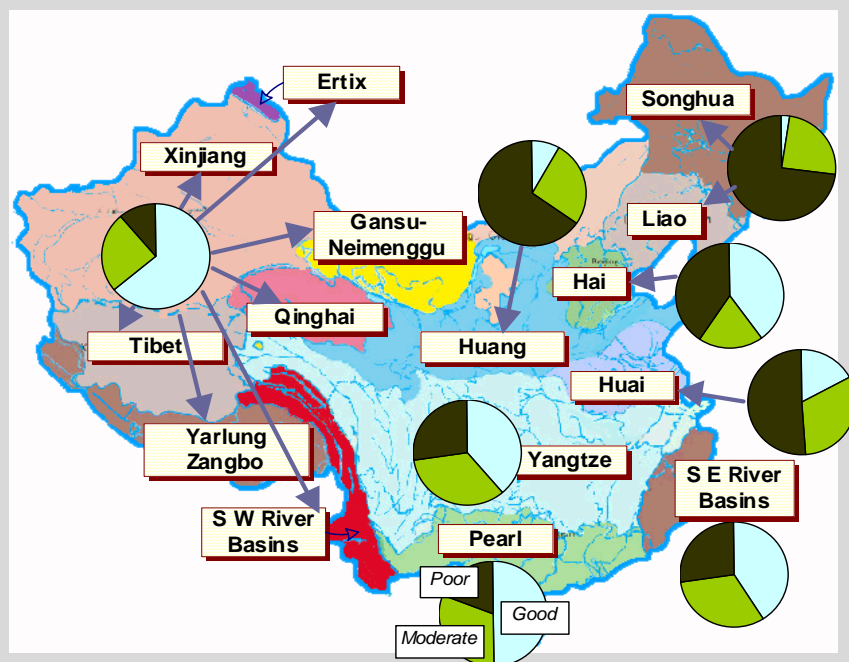 Ertix
Songhua
Xinjiang
Gansu-
Neimenggu
Liao
Hai
Qinghai
Tibet
Huang
Huai
Yarlung
Zangbo
Yangtze
S E River
Basins
S W River
Basins
Pearl
Poor
Good
Moderate